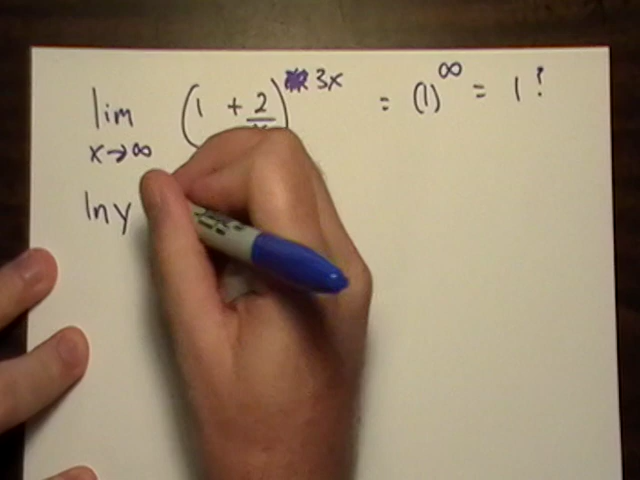 lim (1 + 2/x)^3x = (1)^∞ = 1?
x→∞
ln y